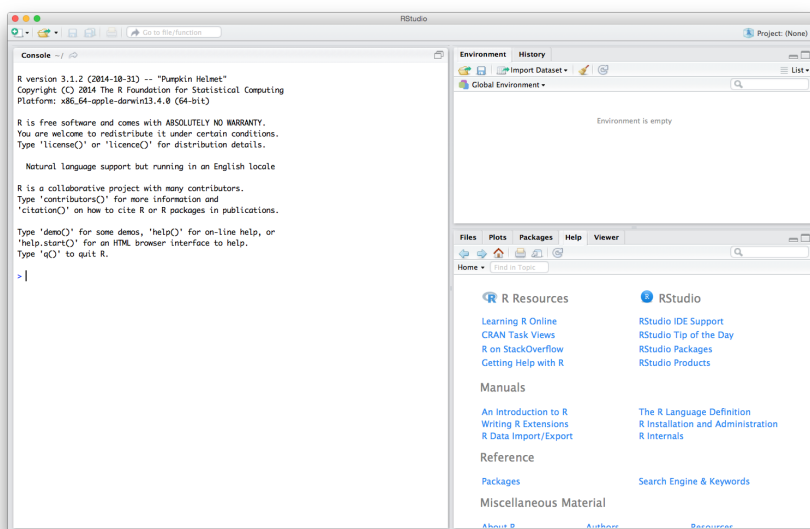 RStudio
Go to file/function
Project: (None)
Console ~/
R version 3.1.2 (2014-10-31) -- "Pumpkin Helmet"
Copyright (C) 2014 The R Foundation for Statistical Computing
Platform: x86_64-apple-darwin13.4.0 (64-bit)
R is free software and comes with ABSOLUTELY NO WARRANTY.
You are welcome to redistribute it under certain conditions.
Type 'license()' or 'licence()' for distribution details.
Natural language support but running in an English locale
R is a collaborative project with many contributors.
Type 'contributors()' for more information and
'citation()' on how to cite R or R packages in publications.
Type 'demo()' for some demos, 'help()' for on-line help, or
'help.start()' for an HTML browser interface to help.
Type 'q()' to quit R.
>
Environment History
Import Dataset
List
Global Environment
Environment is empty
Files Plots Packages Help Viewer
Home Find in Topic
R R Resources
R RStudio
Learning R Online
RStudio IDE Support
CRAN Task Views
RStudio Tip of the Day
R on StackOverflow
RStudio Packages
Getting Help with R
RStudio Products
Manuals
An Introduction to R
The R Language Definition
Writing R Extensions
R Installation and Administration
R Data Import/Export
R Internals
Reference
Packages
Search Engine & Keywords
Miscellaneous Material
About R Authors Resources